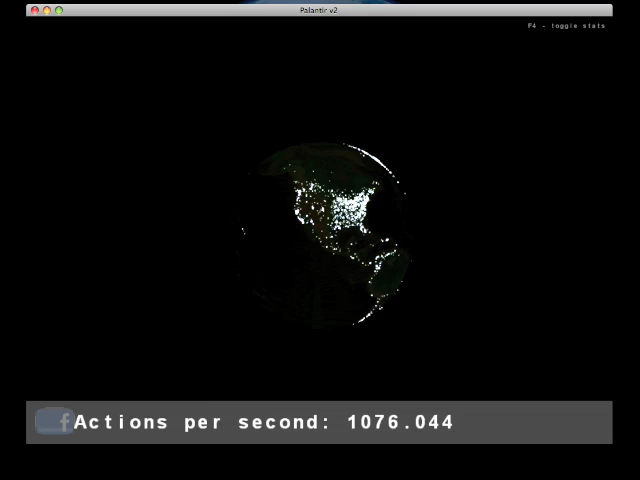 Palantir v2
F4 - toggle stats
f Actions per second: 1076.044